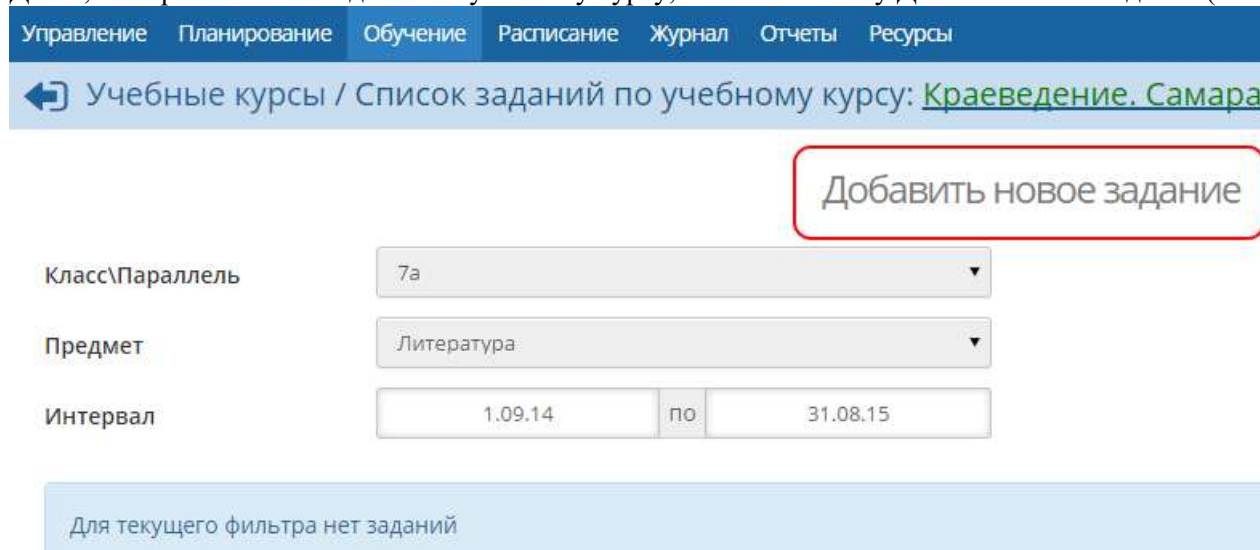 Управление Планирование Обучение Расписание Журнал Отчеты Ресурсы
Учебные курсы / Список заданий по учебному курсу: Краеведение. Самара
Добавить новое задание
Класс\Параллель 7а
Предмет Литература
Интервал 1.09.14 по 31.08.15
Для текущего фильтра нет заданий